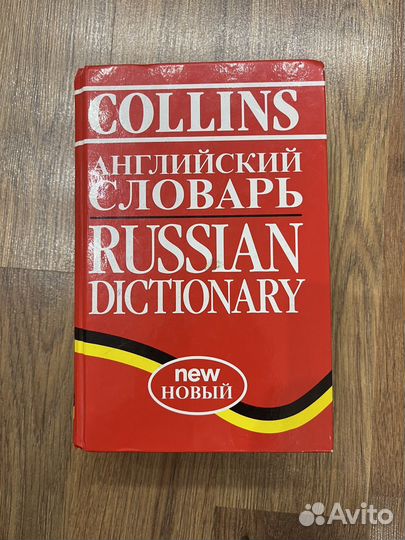 COLLINS
АНГЛИЙСКИЙ
СЛОВАРЬ
RUSSIAN
DICTIONARY
new
НОВЫЙ
Avito